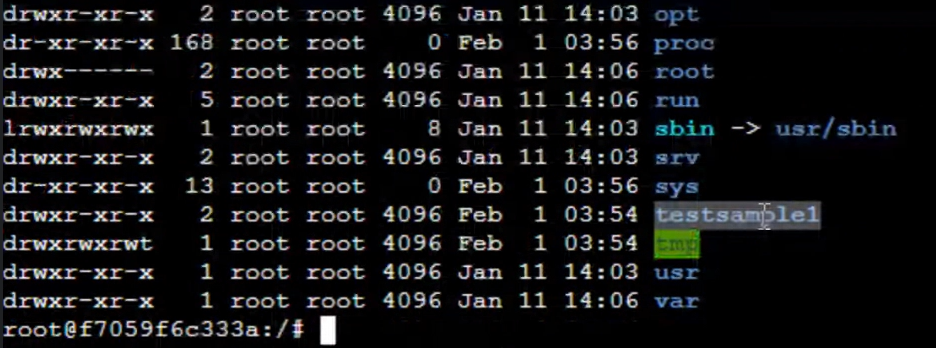 drwxr-xr-x 2 root root 4096 Jan 11 14:03 opt
dr-xr-xr-x 168 root root 0 Feb 1 03:56 proc
drwx------ 2 root root 4096 Jan 11 14:06 root
drwxr-xr-x 5 root root 4096 Jan 11 14:06 run
lrwxrwxrwx 1 root root 8 Jan 11 14:03 sbin -> usr/sbin
drwxr-xr-x 2 root root 4096 Jan 11 14:03 srv
dr-xr-xr-x 13 root root 0 Feb 1 03:56 sys
drwxr-xr-x 2 root root 4096 Feb 1 03:54 testsample1
drwxrwxrwt 1 root root 4096 Feb 1 03:54 tmp
drwxr-xr-x 1 root root 4096 Jan 11 14:03 usr
drwxr-xr-x 1 root root 4096 Jan 11 14:06 var
root@f7059f6c333a:/#